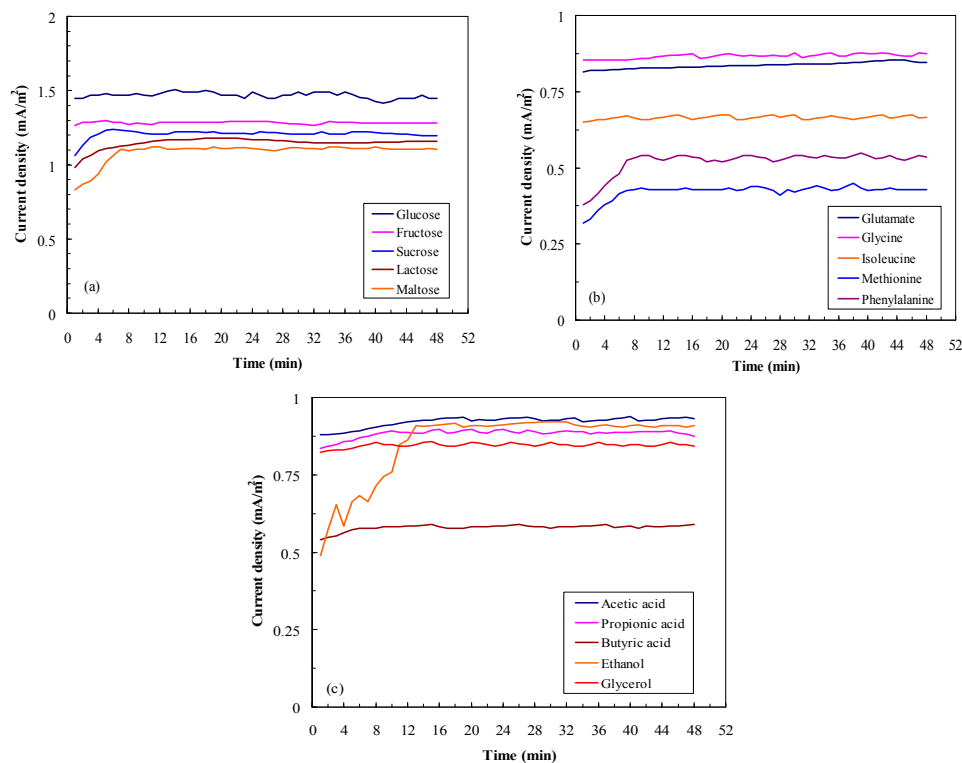 2
1.5
1
0.5
0
Current density (mA/m²)
Glucose
Fructose
Sucrose
Lactose
Maltose
(a)
0 4 8 12 16 20 24 28 32 36 40 44 48 52
Time (min)
1
0.75
0.5
0.25
0
Current density (mA/m²)
Glutamate
Glycine
Isoleucine
Methionine
Phenylalanine
(b)
0 4 8 12 16 20 24 28 32 36 40 44 48 52
Time (min)
1
0.75
0.5
0.25
0
Current density (mA/m²)
Acetic acid
Propionic acid
Butyric acid
Ethanol
Glycerol
(c)
0 4 8 12 16 20 24 28 32 36 40 44 48 52
Time (min)